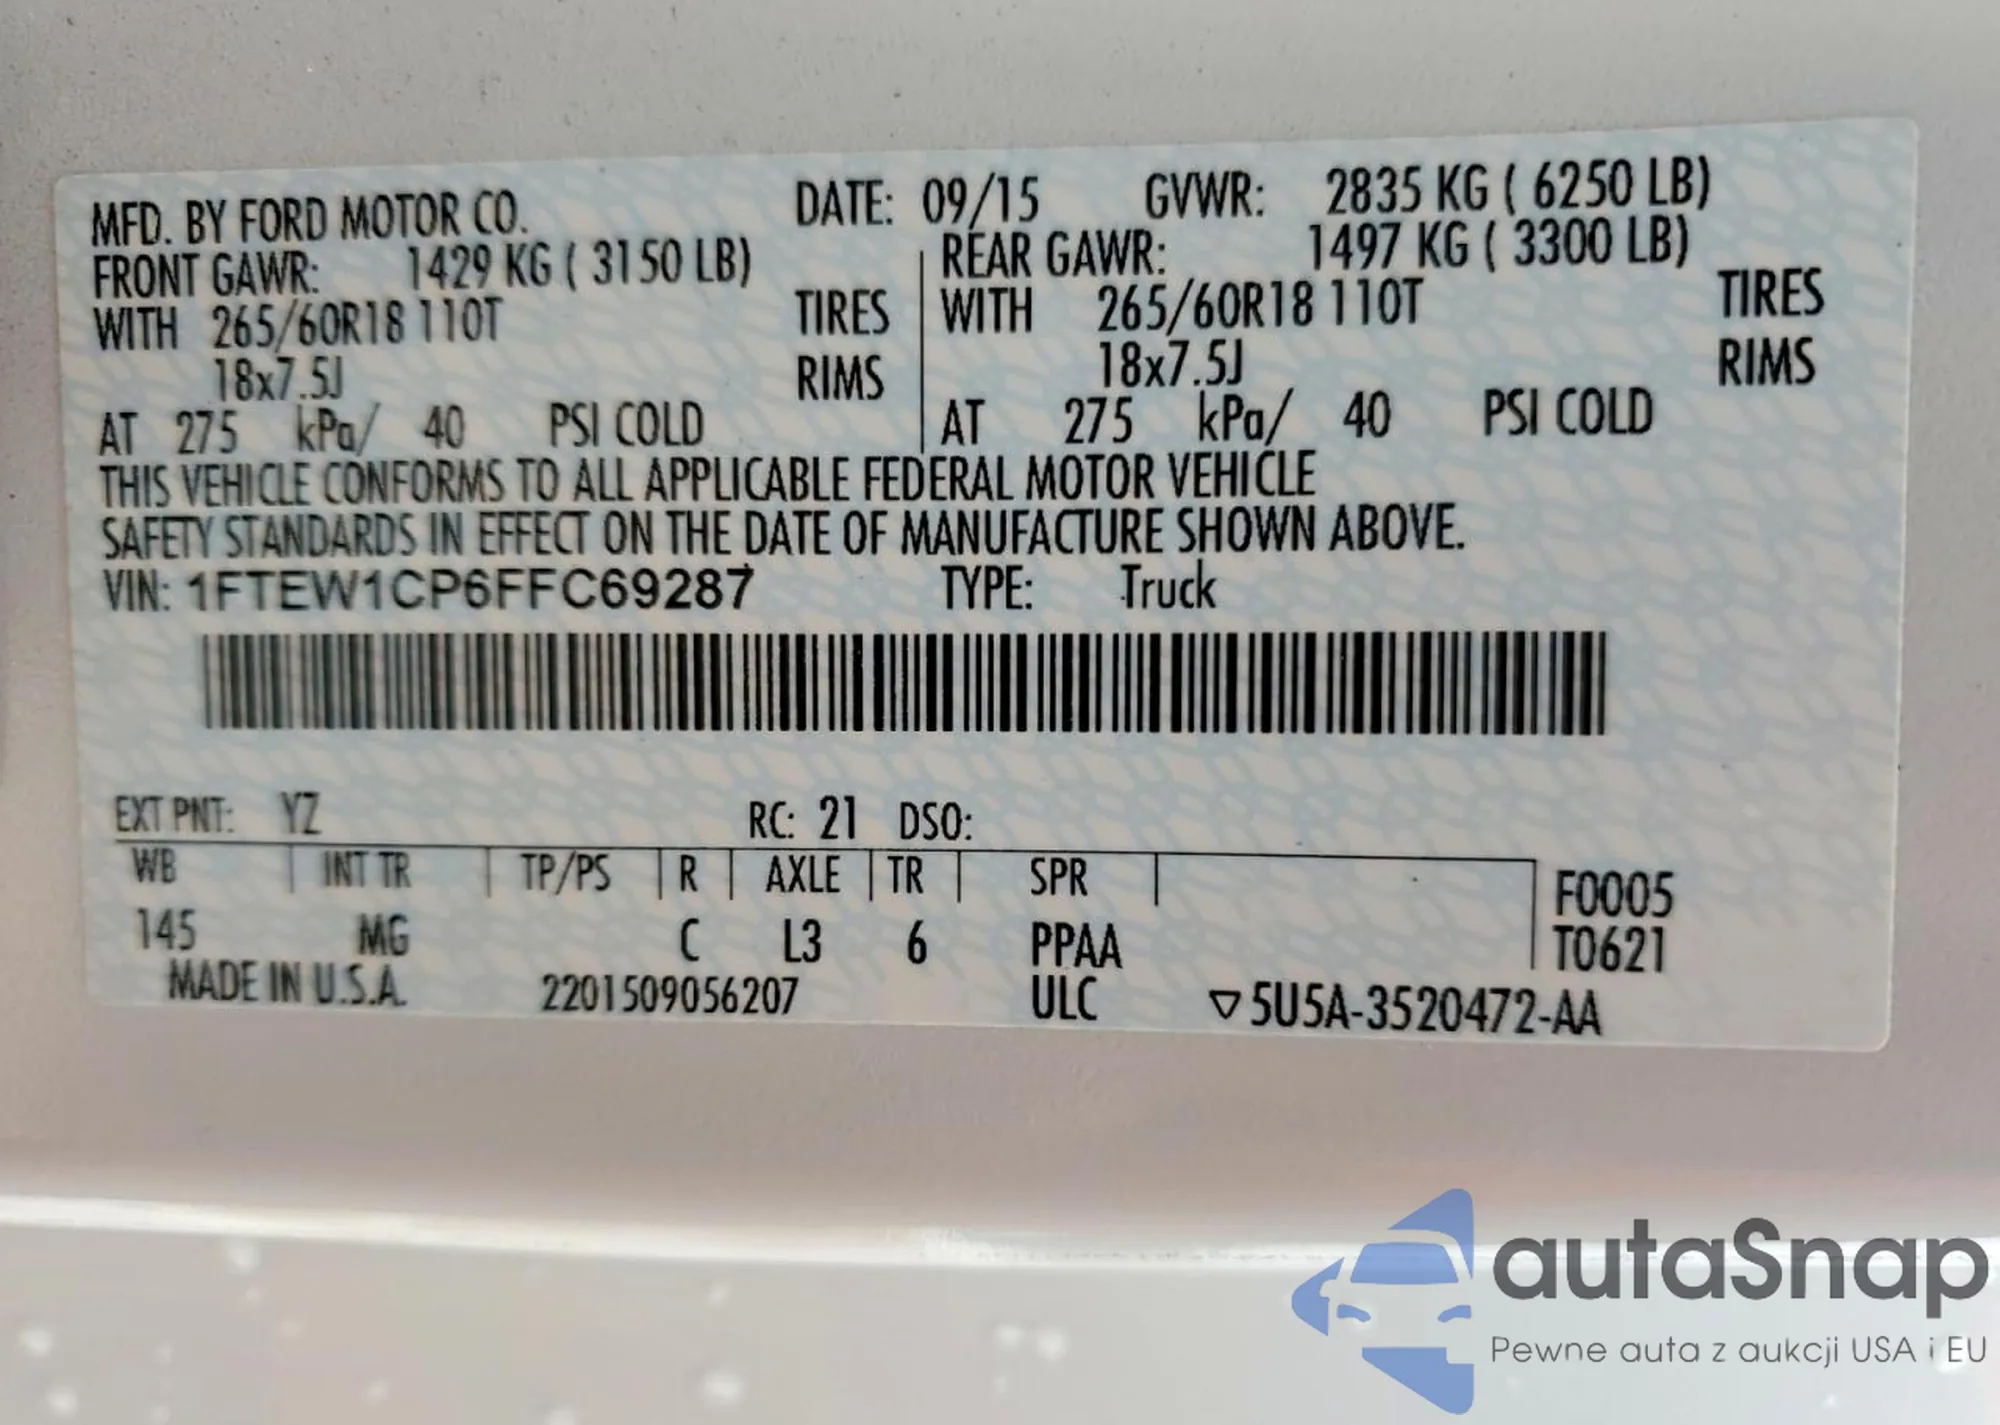 MFD. BY FORD MOTOR CO. DATE: 09/15 GVWR: 2835 KG ( 6250 LB)
FRONT GAWR: 1429 KG ( 3150 LB) REAR GAWR: 1497 KG ( 3300 LB)
WITH 265/60R18 110T TIRES WITH 265/60R18 110T TIRES
18x7.5J RIMS 18x7.5J RIMS
AT 275 kPa/ 40 PSI COLD AT 275 kPa/ 40 PSI COLD
THIS VEHICLE CONFORMS TO ALL APPLICABLE FEDERAL MOTOR VEHICLE
SAFETY STANDARDS IN EFFECT ON THE DATE OF MANUFACTURE SHOWN ABOVE.
VIN: 1FTEW1CP6FFC69287 TYPE: Truck
EXT PNT: YZ RC: 21 DSO:
WB INT TR TP/PS R AXLE TR SPR F0005
145 MG C L3 6 PPAA T0621
MADE IN U.S.A. 2201509056207 ULC ▽5U5A-3520472-AA
autaSnap
Pewne auta z aukcji USA i EU